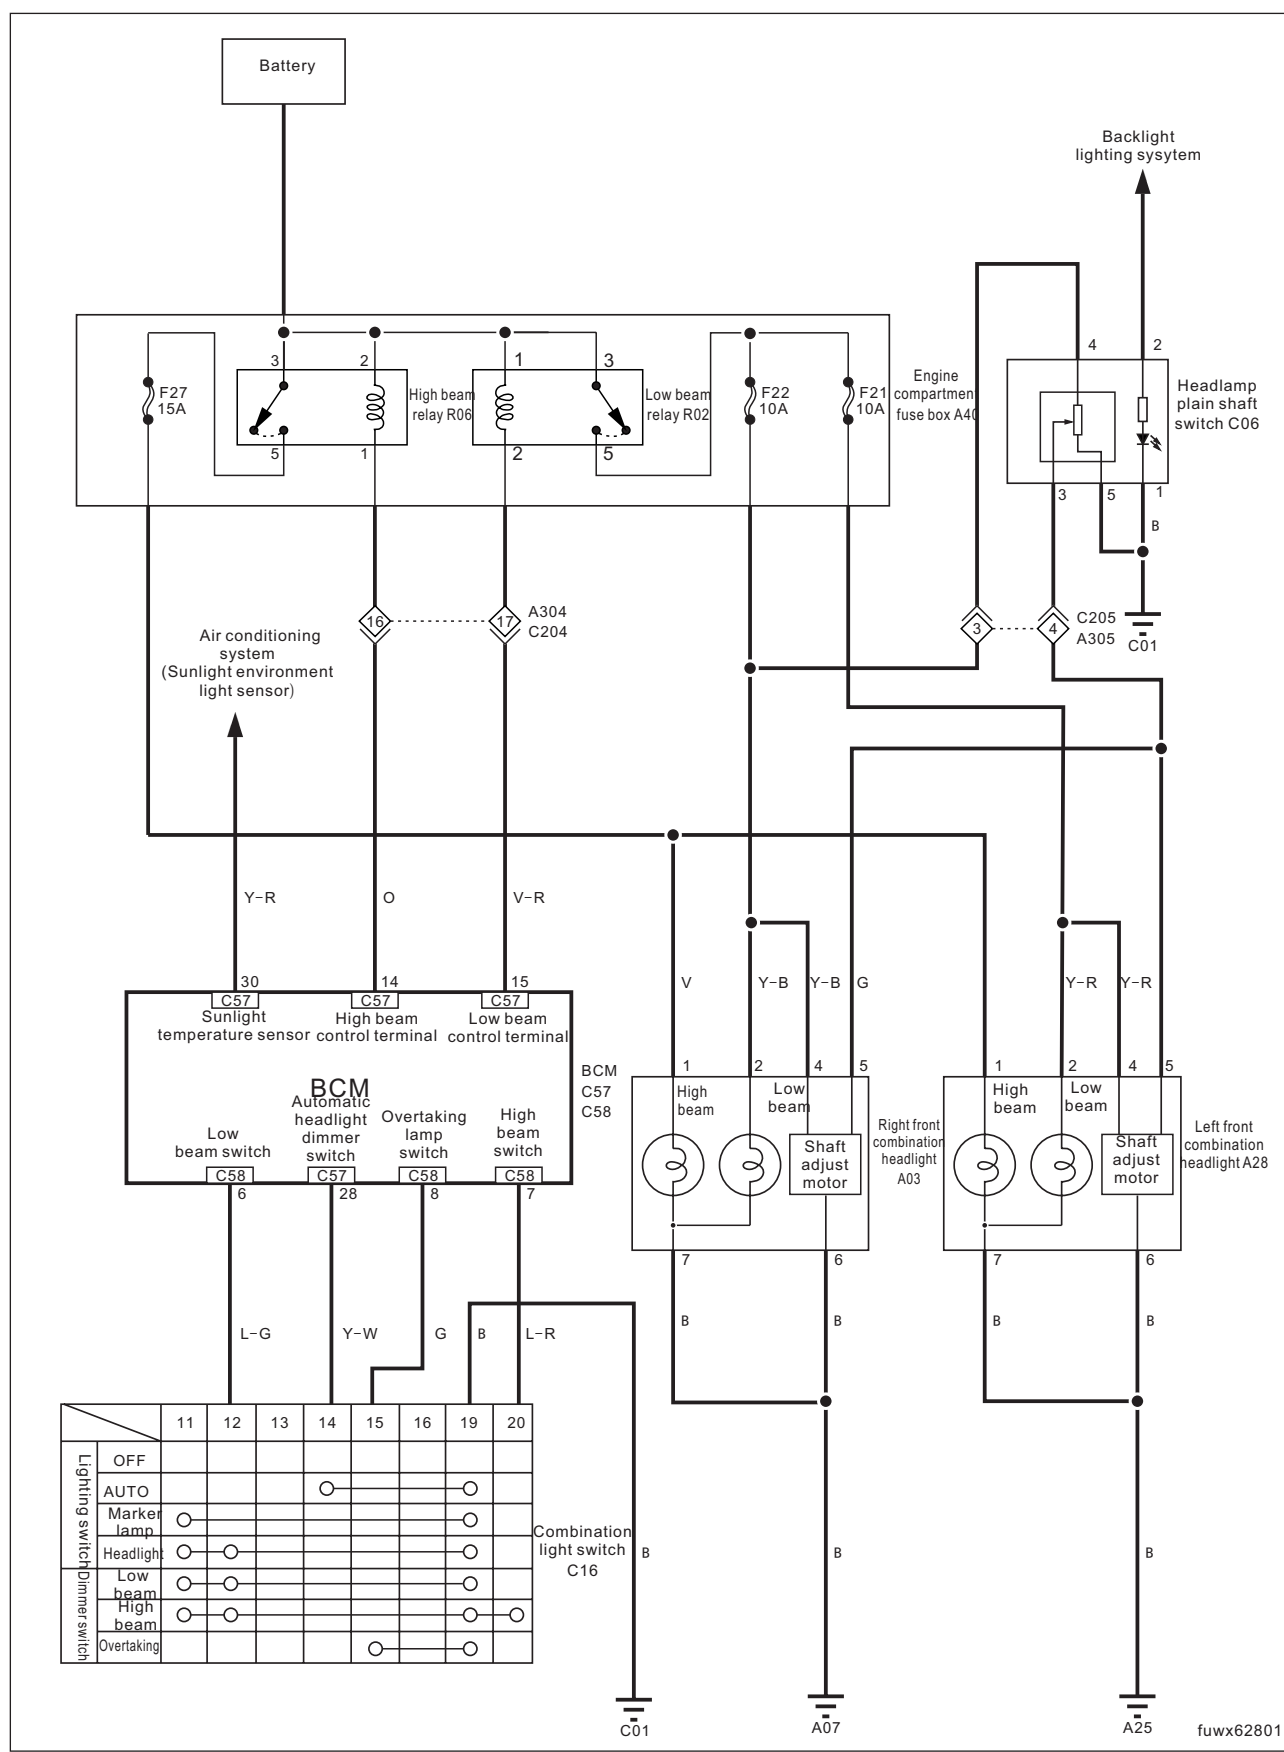 Battery
Backlight
lighting sysytem
3
2
1
3
4
2
F27
15A
High beam
relay R06
Low beam
relay R02
F22
10A
F21
10A
Engine
compartment
fuse box A40
Headlamp
plain shaft
switch C06
5
1
2
5
3
5
1
B
16
17
A304
C204
3
4
C205
A305
C01
Air conditioning
system
(Sunlight environment
light sensor)
Y-R
O
V-R
V
Y-B
Y-B
G
Y-R
Y-R
30
14
15
C57
C57
C57
Sunlight
temperature sensor
High beam
control terminal
Low beam
control terminal
BCM
BCM
C57
C58
Low
beam switch
Automatic
headlight
dimmer
switch
Overtaking
lamp
switch
High
beam
switch
C58
C57
C58
C58
6
28
8
7
1
2
4
5
High
beam
Low
beam
Shaft
adjust
motor
Right front
combination
headlight
A03
7
6
1
2
4
5
High
beam
Low
beam
Shaft
adjust
motor
Left front
combination
headlight A28
7
6
L-G
Y-W
G
B
L-R
B
B
B
B
11
12
13
14
15
16
19
20
Lighting switch
OFF
AUTO
Marker
lamp
Headlight
Dimmer switch
Low
beam
High
beam
Overtaking
Combination
light switch
C16
B
B
B
C01
A07
A25
fuwx62801